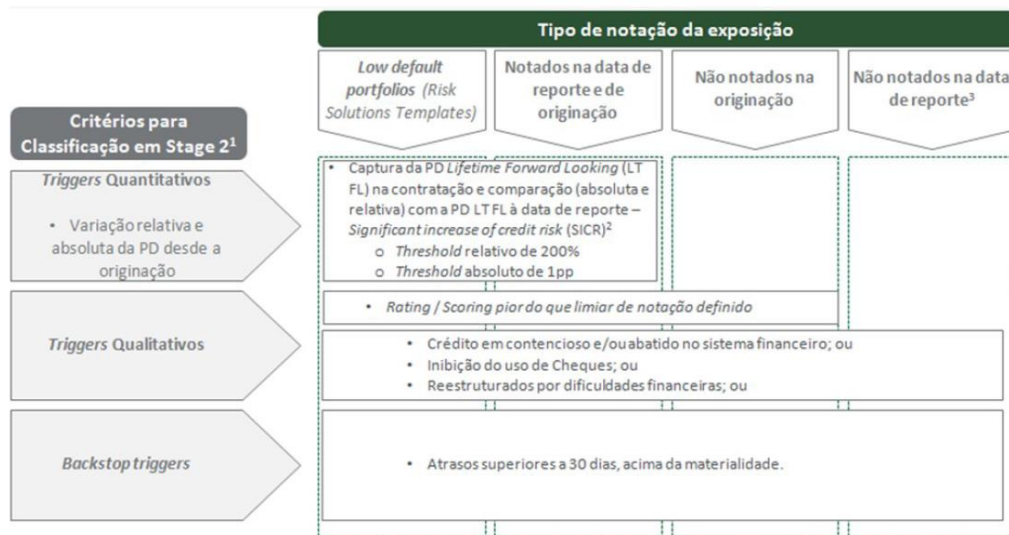 Tipo de notação da exposição
Low default
portfolios (Risk
Solutions Templates)
Notados na data de
reporte e de
originação
Não notados na
originação
Não notados na data
de reporte³
Critérios para
Classificação em Stage 2¹
Triggers Quantitativos
• Variação relativa e
absoluta da PD desde a
originação
• Captura da PD Lifetime Forward Looking (LT
FL) na contratação e comparação (absoluta e
relativa) com a PD LT FL à data de reporte –
Significant increase of credit risk (SICR)²
o Threshold relativo de 200%
o Threshold absoluto de 1pp
• Rating / Scoring pior do que limiar de notação definido
Triggers Qualitativos
• Crédito em contencioso e/ou abatido no sistema financeiro; ou
• Inibição do uso de Cheques; ou
• Reestruturados por dificuldades financeiras; ou
Backstop triggers
• Atrasos superiores a 30 dias, acima da materialidade.